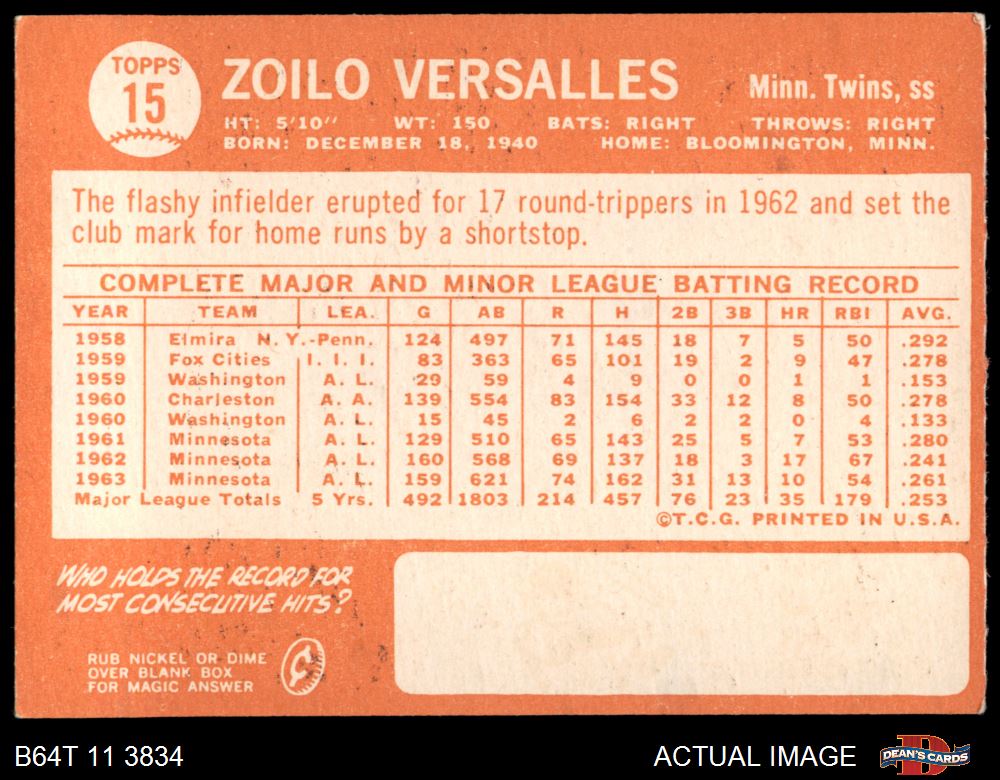 TOPPS
15
ZOILO VERSALLES
Minn. Twins, ss
HT: 5'10" WT: 150 BATS: RIGHT THROWS: RIGHT
BORN: DECEMBER 18, 1940 HOME: BLOOMINGTON, MINN.
The flashy infielder erupted for 17 round-trippers in 1962 and set the
club mark for home runs by a shortstop.
COMPLETE MAJOR AND MINOR LEAGUE BATTING RECORD
YEAR TEAM LEA. G AB R H 2B 3B HR RBI AVG.
1958 Elmira N. Y.-Penn. 124 497 71 145 18 7 5 50 .292
1959 Fox Cities I. I. I. 83 363 65 101 19 2 9 47 .278
1959 Washington A. L. 29 59 4 9 0 0 1 1 .153
1960 Charleston A. A. 139 554 83 154 33 12 8 50 .278
1960 Washington A. L. 15 45 2 6 2 2 0 4 .133
1961 Minnesota A. L. 129 510 65 143 25 5 7 53 .280
1962 Minnesota A. L. 160 568 69 137 18 3 17 67 .241
1963 Minnesota A. L. 159 621 74 162 31 13 10 54 .261
Major League Totals 5 Yrs. 492 1803 214 457 76 23 35 179 .253
©T.C.G. PRINTED IN U.S.A.
WHO HOLDS THE RECORD FOR
MOST CONSECUTIVE HITS?
RUB NICKEL OR DIME
OVER BLANK BOX
FOR MAGIC ANSWER
B64T 11 3834
ACTUAL IMAGE
DEAN'S CARDS